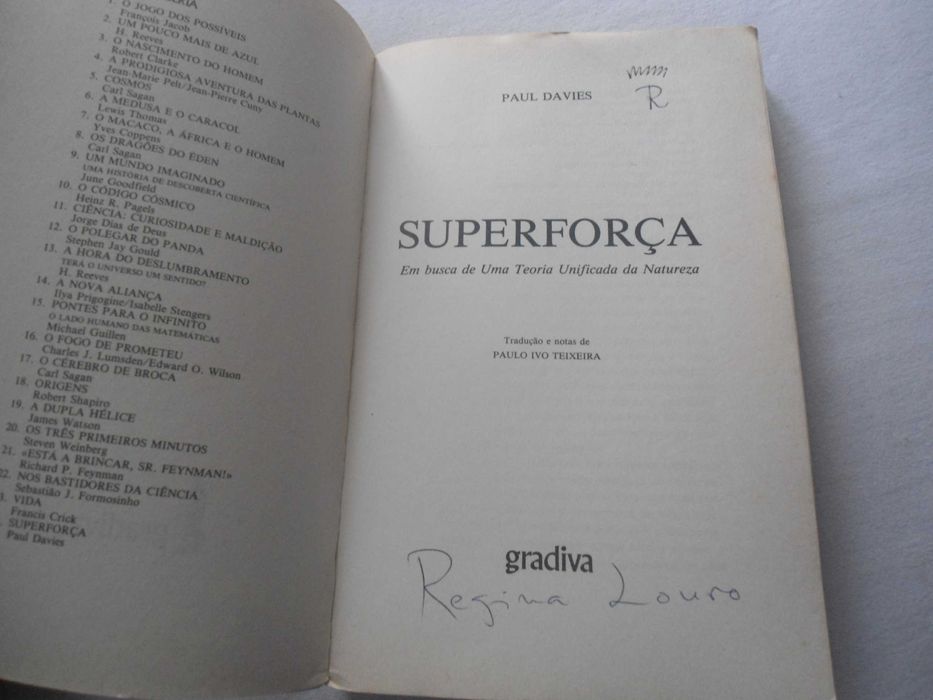 1. O JOGO DOS POSSÍVEIS
François Jacob
2. UM POUCO MAIS DE AZUL
H. Reeves
3. O NASCIMENTO DO HOMEM
Robert Clarke
4. A PRODIGIOSA AVENTURA DAS PLANTAS
Jean-Marie Pelt/Jean-Pierre Cuny
5. COSMOS
Carl Sagan
6. A MEDUSA E O CARACOL
Lewis Thomas
7. O MACACO, A ÁFRICA E O HOMEM
Yves Coppens
8. OS DRAGÕES DO ÉDEN
Carl Sagan
9. UM MUNDO IMAGINADO
UMA HISTÓRIA DE DESCOBERTA CIENTÍFICA
June Goodfield
10. O CÓDIGO CÓSMICO
Heinz R. Pagels
11. CIÊNCIA: CURIOSIDADE E MALDIÇÃO
Jorge Dias de Deus
12. O POLEGAR DO PANDA
Stephen Jay Gould
13. A HORA DO DESLUMBRAMENTO
TERÁ O UNIVERSO UM SENTIDO?
H. Reeves
14. A NOVA ALIANÇA
Ilya Prigogine/Isabelle Stengers
15. PONTES PARA O INFINITO
O LADO HUMANO DAS MATEMÁTICAS
Michael Guillen
16. O FOGO DE PROMETEU
Charles J. Lumsden/Edward O. Wilson
17. O CÉREBRO DE BROCA
Carl Sagan
18. ORIGENS
Robert Shapiro
19. A DUPLA HÉLICE
James Watson
20. OS TRÊS PRIMEIROS MINUTOS
Steven Weinberg
21. «ESTÁ A BRINCAR, SR. FEYNMAN!»
Richard P. Feynman
22. NOS BASTIDORES DA CIÊNCIA
Sebastião J. Formosinho
3. VIDA
Francis Crick
. SUPERFORÇA
Paul Davies
R
PAUL DAVIES
SUPERFORÇA
Em busca de Uma Teoria Unificada da Natureza
Tradução e notas de
PAULO IVO TEIXEIRA
gradiva
Regina Louro